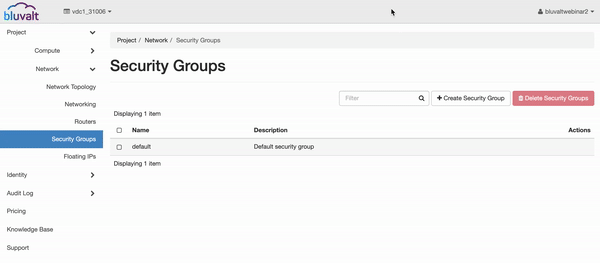 bluvalt
vdc1_31006
bluvaltwebinar2
Project
Compute
Network
Network Topology
Networking
Routers
Security Groups
Floating IPs
Identity
Audit Log
Pricing
Knowledge Base
Support
Project / Network / Security Groups
Security Groups
Filter
+ Create Security Group
Delete Security Groups
Displaying 1 item
Name Description Actions
default Default security group
Displaying 1 item